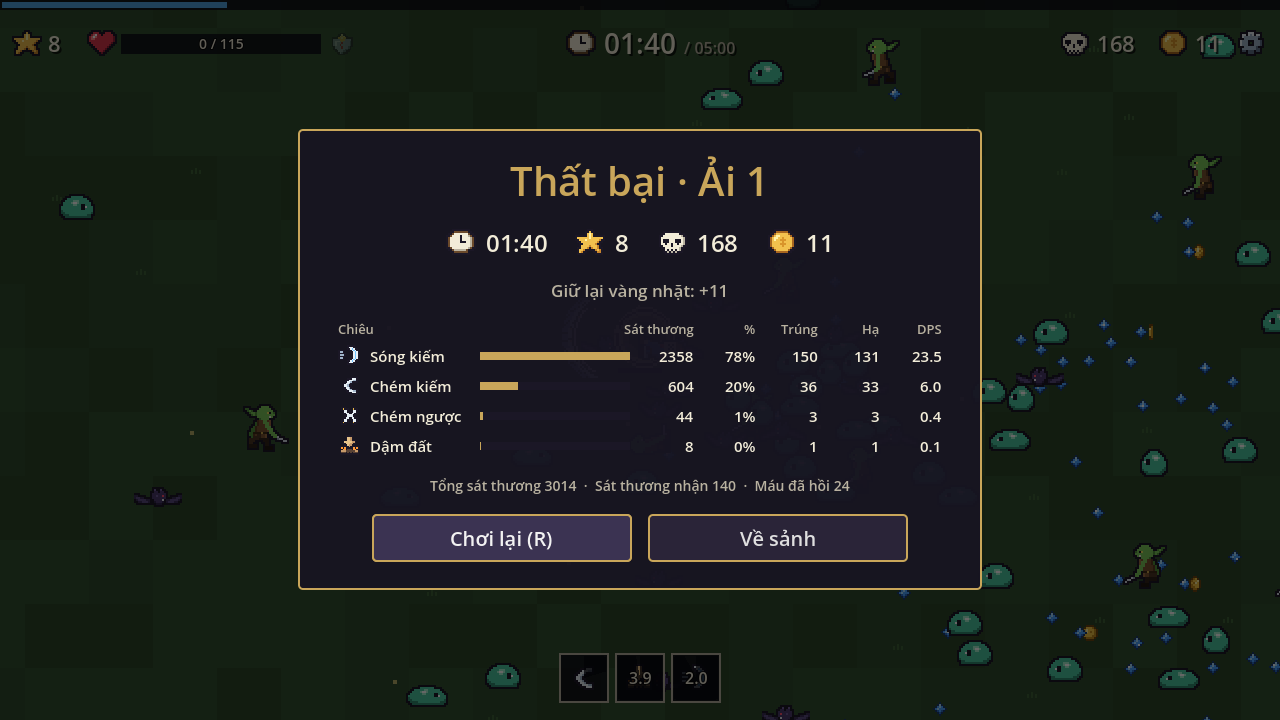 8 0 / 115 01:40 / 05:00 168
Thất bại · Ải 1
01:40 8 168 11
Giữ lại vàng nhặt: +11
Chiêu Sát thương % Trúng Hạ DPS
Sóng kiếm 2358 78% 150 131 23.5
Chém kiếm 604 20% 36 33 6.0
Chém ngược 44 1% 3 3 0.4
Dậm đất 8 0% 1 1 0.1
Tổng sát thương 3014 · Sát thương nhận 140 · Máu đã hồi 24
Chơi lại (R) Về sảnh
3.9 2.0